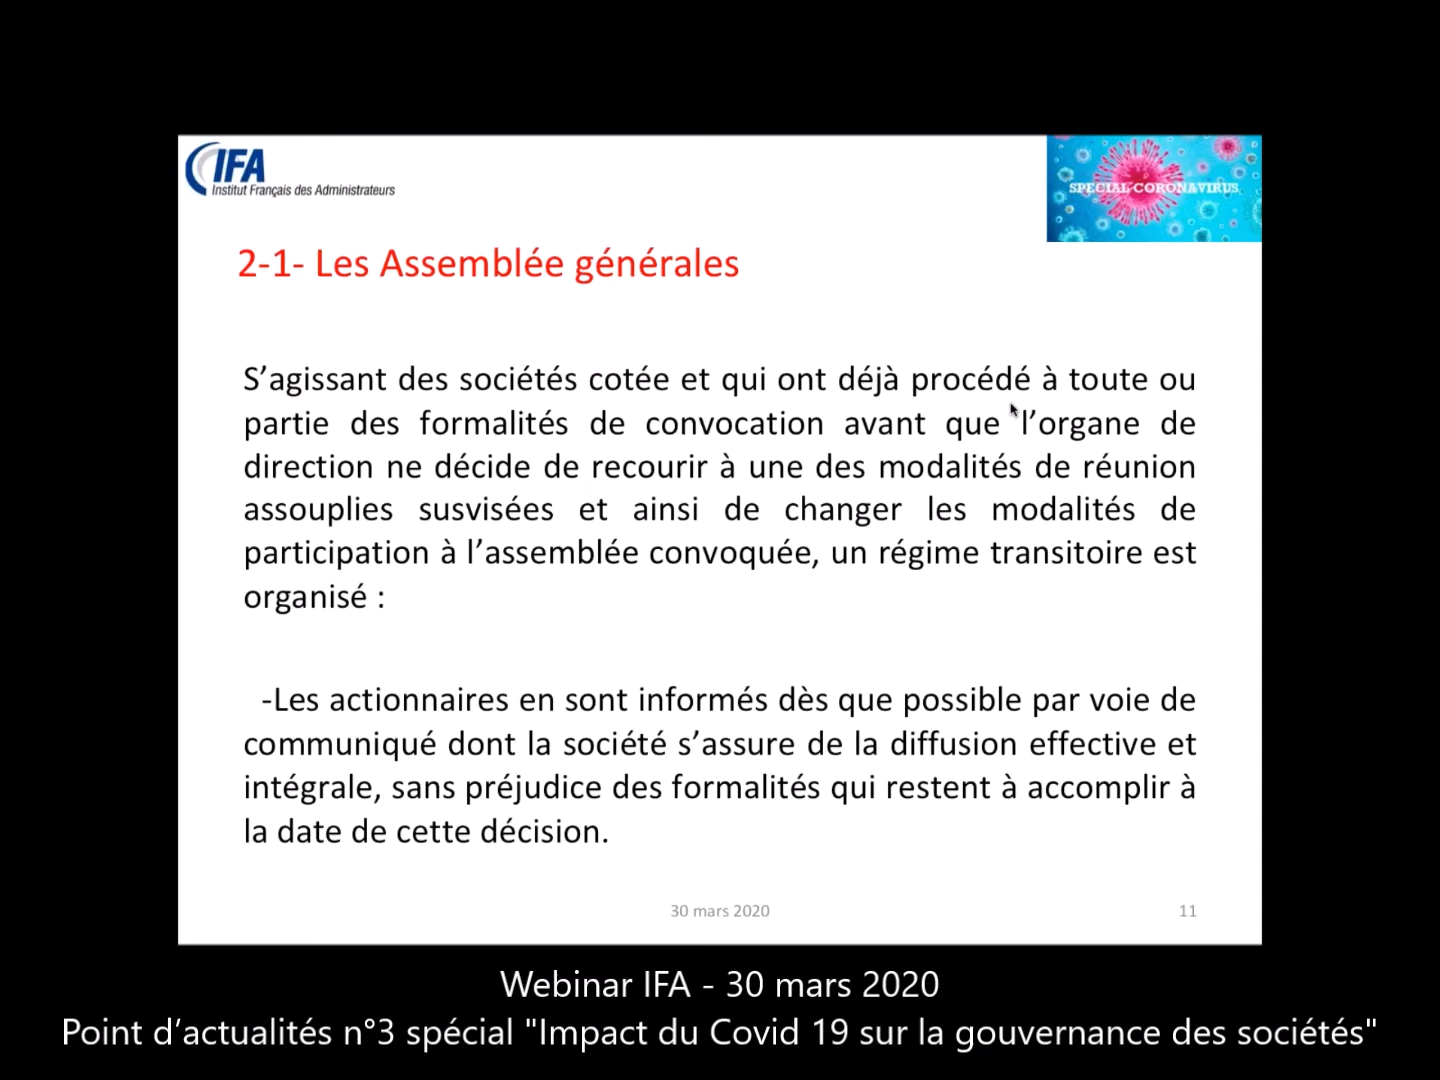 IFA
Institut Français des Administrateurs
SPECIAL CORONAVIRUS
2-1- Les Assemblée générales
S’agissant des sociétés cotée et qui ont déjà procédé à toute ou
partie des formalités de convocation avant que l’organe de
direction ne décide de recourir à une des modalités de réunion
assouplies susvisées et ainsi de changer les modalités de
participation à l’assemblée convoquée, un régime transitoire est
organisé :
-Les actionnaires en sont informés dès que possible par voie de
communiqué dont la société s’assure de la diffusion effective et
intégrale, sans préjudice des formalités qui restent à accomplir à
la date de cette décision.
30 mars 2020
11
Webinar IFA - 30 mars 2020
Point d’actualités n°3 spécial "Impact du Covid 19 sur la gouvernance des sociétés"